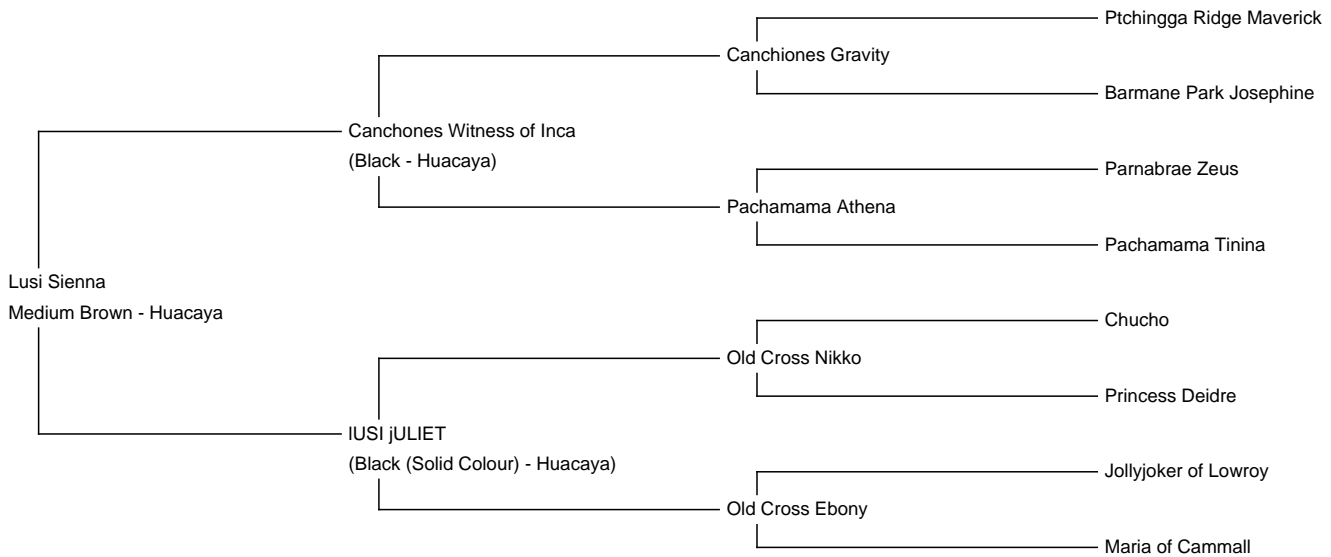 Ptchingga Ridge Maverick
Canchiones Gravity
Barmane Park Josephine
Canchones Witness of Inca
(Black - Huacaya)
Parnabrae Zeus
Pachamama Athena
Pachamama Tinina
Lusi Sienna
Medium Brown - Huacaya
Chucho
Old Cross Nikko
Princess Deidre
lUSI jULIET
(Black (Solid Colour) - Huacaya)
Jollyjoker of Lowroy
Old Cross Ebony
Maria of Cammall